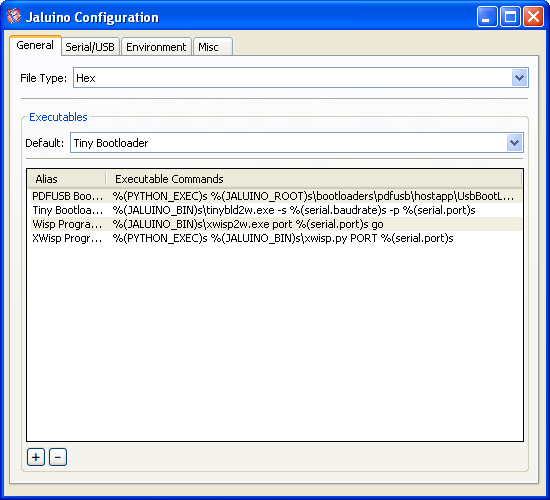 Jaluino Configuration
General Serial/USB Environment Misc
File Type: Hex
Executables
Default: Tiny Bootloader
Alias Executable Commands
PDFUSB Boo... %(PYTHON_EXEC)s %(JALUINO_ROOT)s\bootloaders\pdfusb\hostapp\UsbBootL...
Tiny Bootloa... %(JALUINO_BIN)s\tinybld2w.exe -s %(serial.baudrate)s -p %(serial.port)s
Wisp Progra... %(JALUINO_BIN)s\xwisp2w.exe port %(serial.port)s go
XWisp Progr... %(PYTHON_EXEC)s %(JALUINO_BIN)s\xwisp.py PORT %(serial.port)s